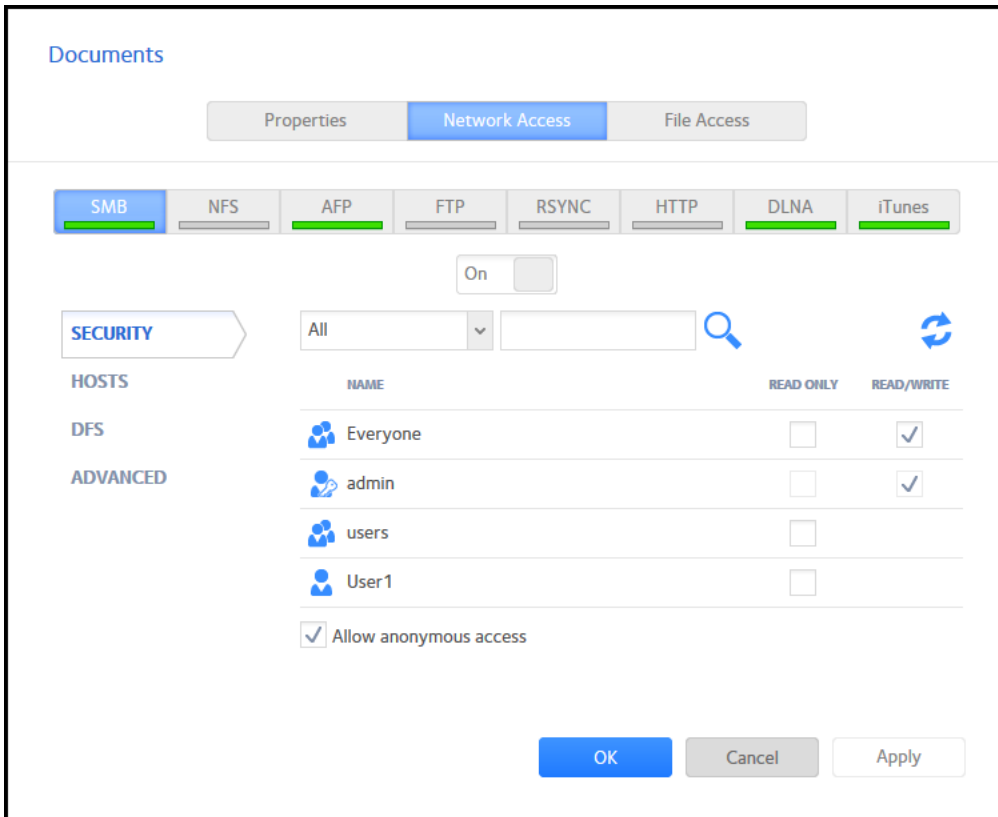 Documents
Properties Network Access File Access
SMB NFS AFP FTP RSYNC HTTP DLNA iTunes
On
SECURITY All
HOSTS NAME READ ONLY READ/WRITE
DFS Everyone
ADVANCED admin
users
User1
Allow anonymous access
OK Cancel Apply